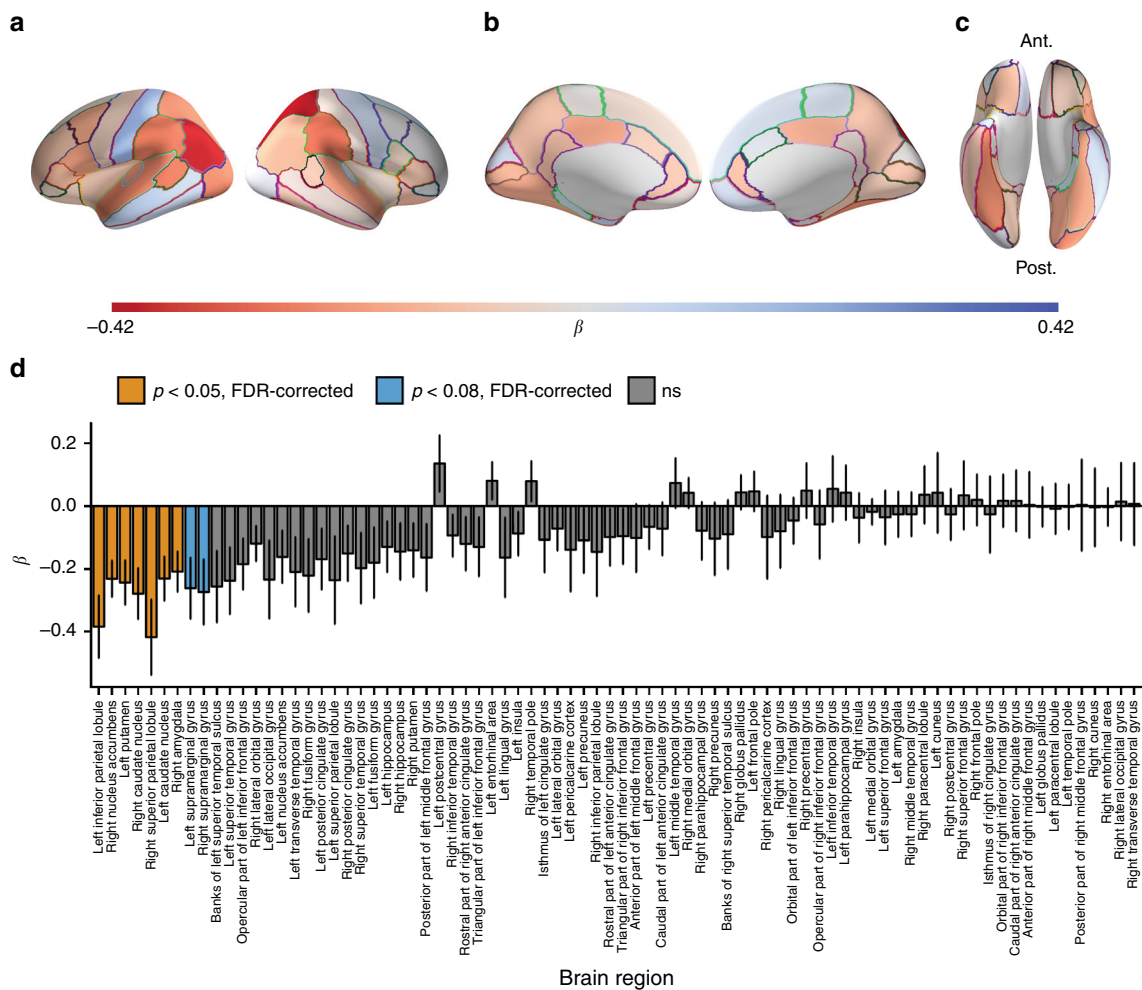 a
b
c
Ant.
Post.
−0.42
β
0.42
d
p < 0.05, FDR-corrected
p < 0.08, FDR-corrected
ns
0.2
0.0
−0.2
−0.4
β
Left inferior parietal lobule
Right nucleus accumbens
Left putamen
Right caudate nucleus
Right superior parietal lobule
Left caudate nucleus
Right amygdala
Left supramarginal gyrus
Right supramarginal gyrus
Banks of left superior temporal sulcus
Left superior temporal gyrus
Opercular part of left inferior frontal gyrus
Right lateral orbital gyrus
Left lateral occipital gyrus
Left nucleus accumbens
Left transverse temporal gyrus
Right fusiform gyrus
Left posterior cingulate gyrus
Left superior parietal lobule
Right posterior cingulate gyrus
Right superior temporal gyrus
Left fusiform gyrus
Left hippocampus
Right hippocampus
Right putamen
Posterior part of left middle frontal gyrus
Left postcentral gyrus
Right inferior temporal gyrus
Rostral part of right anterior cingulate gyrus
Triangular part of left inferior frontal gyrus
Left entorhinal area
Left lingual gyrus
Left insula
Right temporal pole
Isthmus of left cingulate gyrus
Left lateral orbital gyrus
Left pericalcarine cortex
Left precuneus
Right inferior parietal lobule
Rostral part of left anterior cingulate gyrus
Triangular part of right inferior frontal gyrus
Anterior part of left middle frontal gyrus
Left precentral gyrus
Caudal part of left anterior cingulate gyrus
Left middle temporal gyrus
Right medial orbital gyrus
Right parahippocampal gyrus
Right precuneus
Banks of right superior temporal sulcus
Right globus pallidus
Left frontal pole
Right pericalcarine cortex
Right lingual gyrus
Orbital part of left inferior frontal gyrus
Right precentral gyrus
Opercular part of right inferior frontal gyrus
Left inferior temporal gyrus
Left parahippocampal gyrus
Right insula
Left medial orbital gyrus
Left superior frontal gyrus
Left amygdala
Right middle temporal gyrus
Right paracentral lobule
Left cuneus
Right postcentral gyrus
Right superior frontal gyrus
Right frontal pole
Isthmus of right cingulate gyrus
Orbital part of right inferior frontal gyrus
Caudal part of right anterior cingulate gyrus
Anterior part of right middle frontal gyrus
Left globus palidus
Left paracentral lobule
Left temporal pole
Posterior part of right middle frontal gyrus
Right cuneus
Right entorhinal area
Right lateral occipital gyrus
Right transverse temporal gyrus
Brain region